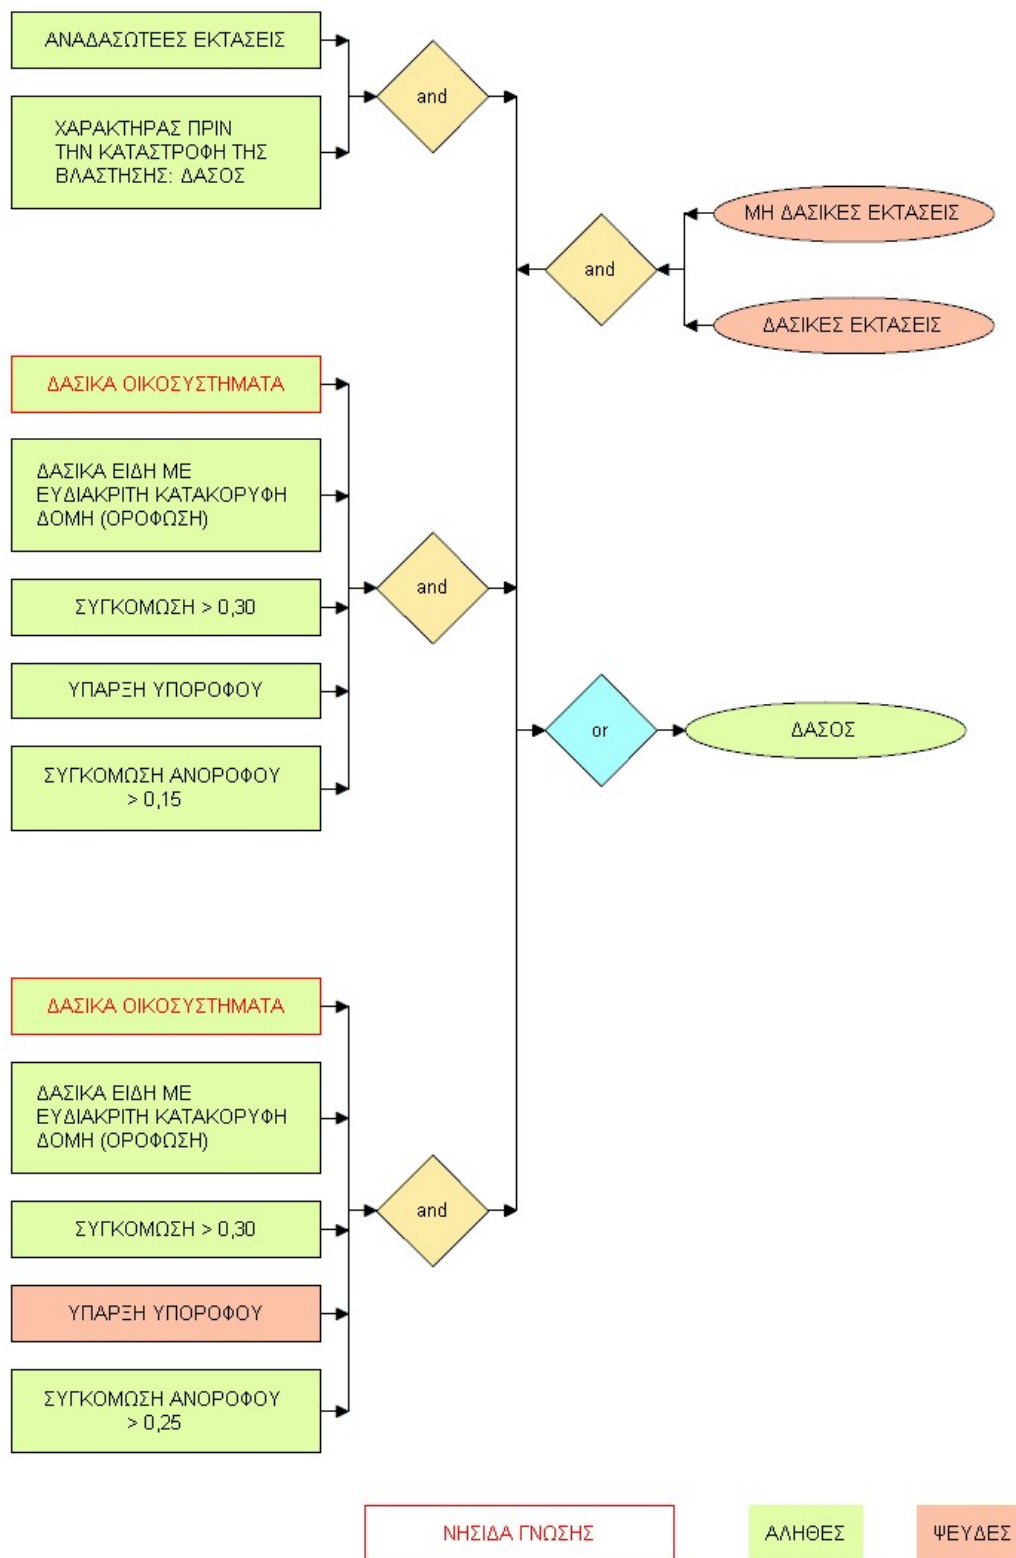 ΑΝΑΔΑΣΩΤΕΕΣ ΕΚΤΑΣΕΙΣ
and
ΧΑΡΑΚΤΗΡΑΣ ΠΡΙΝ
ΤΗΝ ΚΑΤΑΣΤΡΟΦΗ ΤΗΣ
ΒΛΑΣΤΗΣΗΣ: ΔΑΣΟΣ
ΜΗ ΔΑΣΙΚΕΣ ΕΚΤΑΣΕΙΣ
and
ΔΑΣΙΚΕΣ ΕΚΤΑΣΕΙΣ
ΔΑΣΙΚΑ ΟΙΚΟΣΥΣΤΗΜΑΤΑ
ΔΑΣΙΚΑ ΕΙΔΗ ΜΕ
ΕΥΔΙΑΚΡΙΤΗ ΚΑΤΑΚΟΡΥΦΗ
ΔΟΜΗ (ΟΡΟΦΩΣΗ)
and
ΣΥΓΚΟΜΩΣΗ > 0,30
ΥΠΑΡΞΗ ΥΠΟΡΟΦΟΥ
or
ΔΑΣΟΣ
ΣΥΓΚΟΜΩΣΗ ΑΝΟΡΟΦΟΥ
> 0,15
ΔΑΣΙΚΑ ΟΙΚΟΣΥΣΤΗΜΑΤΑ
ΔΑΣΙΚΑ ΕΙΔΗ ΜΕ
ΕΥΔΙΑΚΡΙΤΗ ΚΑΤΑΚΟΡΥΦΗ
ΔΟΜΗ (ΟΡΟΦΩΣΗ)
and
ΣΥΓΚΟΜΩΣΗ > 0,30
ΥΠΑΡΞΗ ΥΠΟΡΟΦΟΥ
ΣΥΓΚΟΜΩΣΗ ΑΝΟΡΟΦΟΥ
> 0,25
ΝΗΣΙΔΑ ΓΝΩΣΗΣ
ΑΛΗΘΕΣ
ΨΕΥΔΕΣ